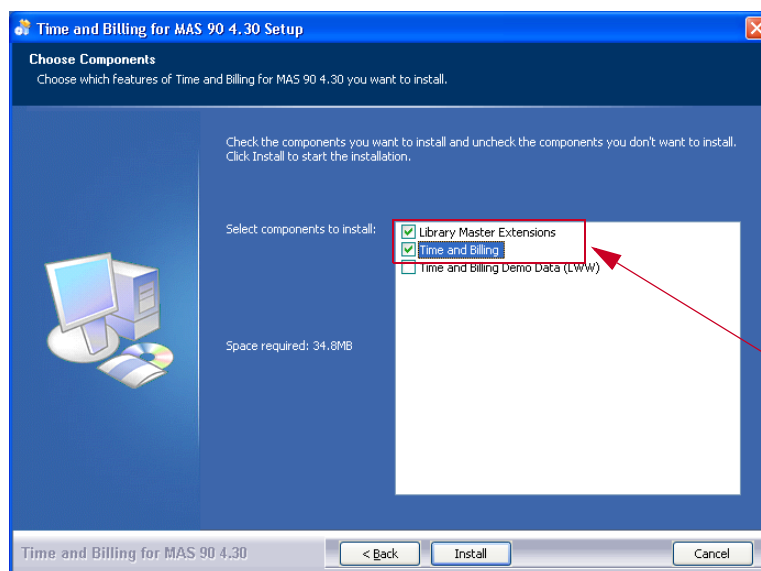 Time and Billing for MAS 90 4.30 Setup
Choose Components
Choose which features of Time and Billing for MAS 90 4.30 you want to install.
Check the components you want to install and uncheck the components you don't want to install.
Click Install to start the installation.
Select components to install:
Library Master Extensions
Time and Billing
Time and Billing Demo Data (LWW)
Space required: 34.8MB
Time and Billing for MAS 90 4.30
< Back
Install
Cancel